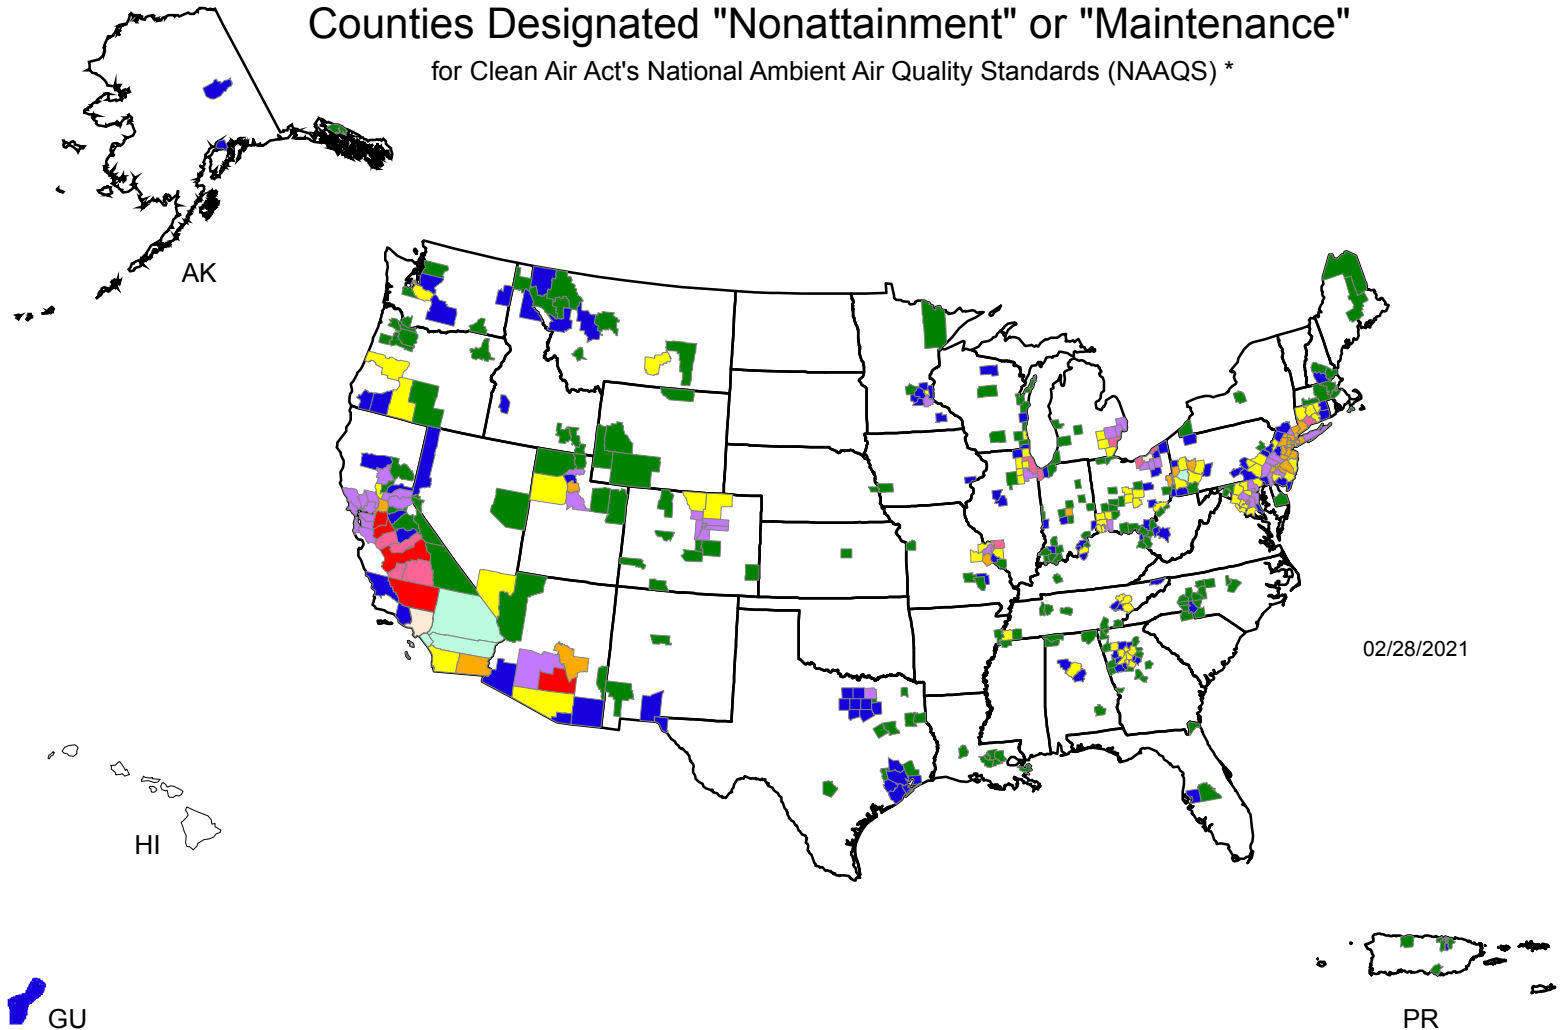 Counties Designated "Nonattainment" or "Maintenance"
for Clean Air Act's National Ambient Air Quality Standards (NAAQS) *
AK
02/28/2021
HI
GU
PR